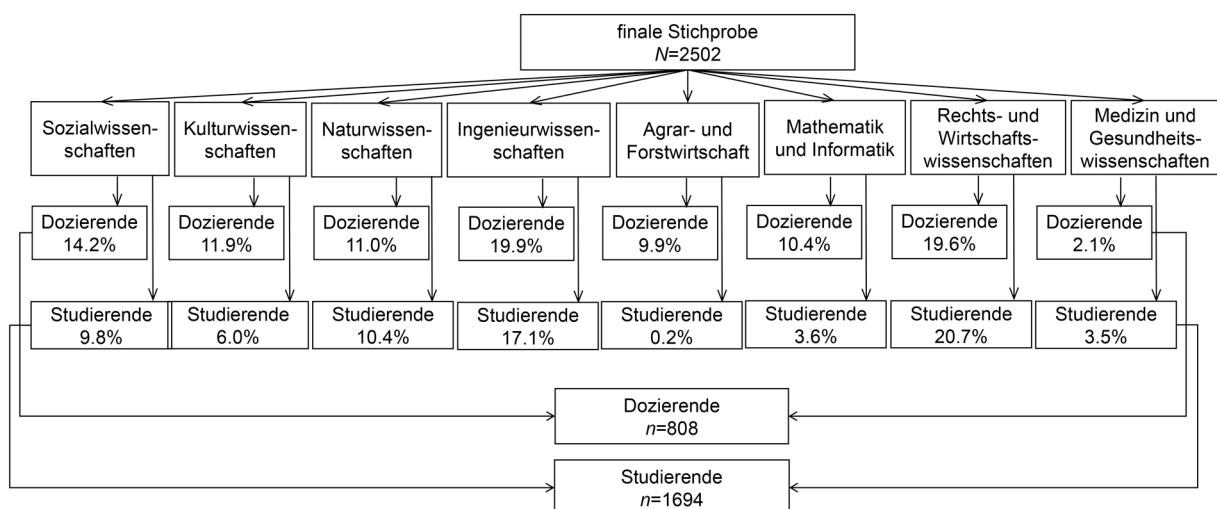 finale Stichprobe
N=2502
Sozialwissen-
schaften
Kulturwissen-
schaften
Naturwissen-
schaften
Ingenieurwissen-
schaften
Agrar- und
Forstwirtschaft
Mathematik
und Informatik
Rechts- und
Wirtschafts-
wissenschaften
Medizin und
Gesundheits-
wissenschaften
Dozierende
14.2%
Dozierende
11.9%
Dozierende
11.0%
Dozierende
19.9%
Dozierende
9.9%
Dozierende
10.4%
Dozierende
19.6%
Dozierende
2.1%
Studierende
9.8%
Studierende
6.0%
Studierende
10.4%
Studierende
17.1%
Studierende
0.2%
Studierende
3.6%
Studierende
20.7%
Studierende
3.5%
Dozierende
n=808
Studierende
n=1694